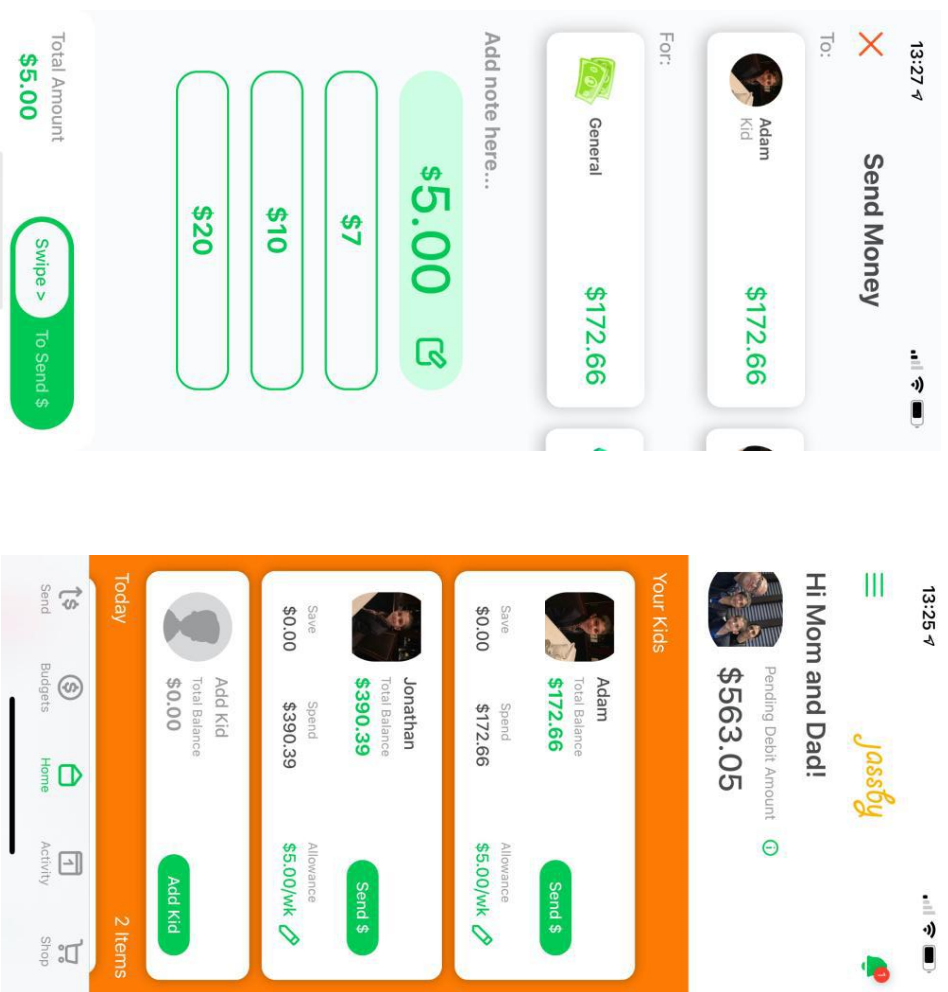 13:27
Send Money
To:
Adam
Kid
$172.66
For:
General
$172.66
Add note here...
$5.00
$7
$10
$20
Total Amount
$5.00
Swipe >
To Send $
13:25
Jassby
Hi Mom and Dad!
Pending Debit Amount
$563.05
1
Your Kids
Adam
Total Balance
$172.66
Send $
Save
Spend
Allowance
$0.00
$172.66
$5.00/wk
Jonathan
Total Balance
$390.39
Send $
Save
Spend
Allowance
$0.00
$390.39
$5.00/wk
Add Kid
Total Balance
$0.00
Add Kid
Today
2 Items
1
Send
Budgets
Home
Activity
Shop